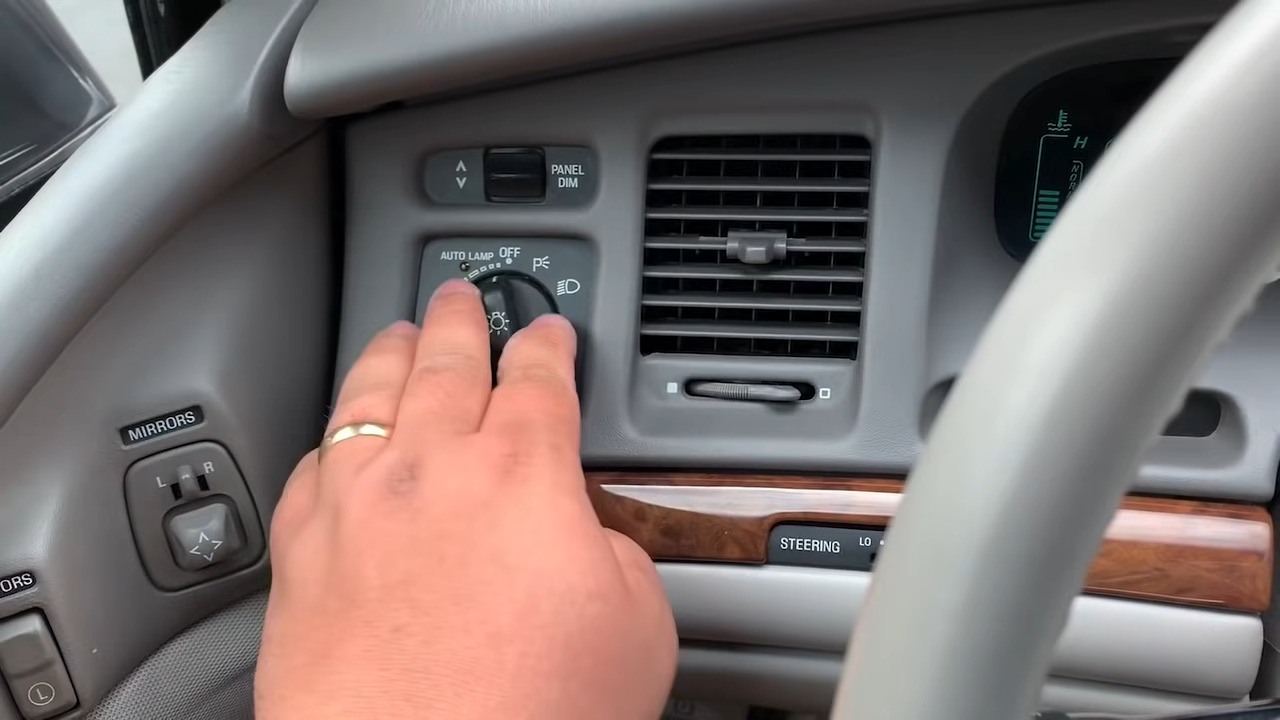 PANEL
DIM
AUTO LAMP OFF
P
H
MIRRORS
L R
STEERING LO
ORS
L